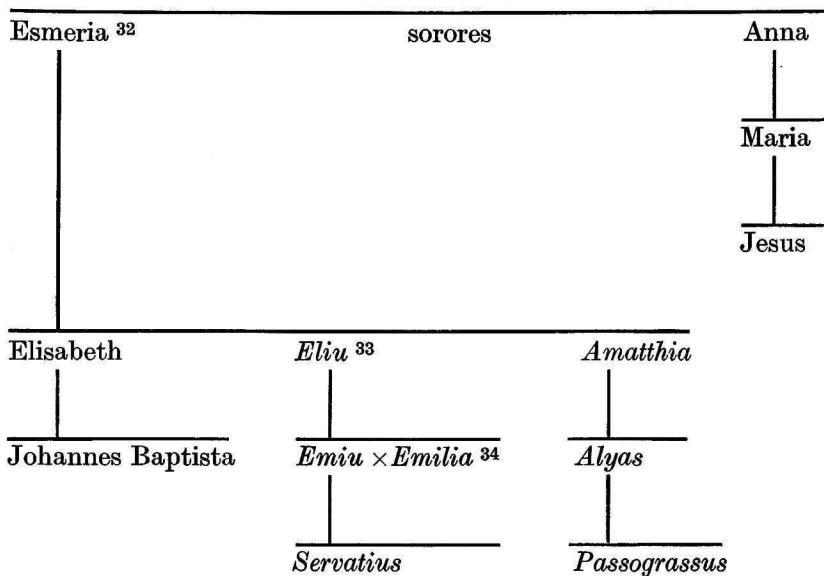 Esmeria 32 sorores Anna
Maria
Jesus
Elisabeth Eliu 33 Amatthia
Johannes Baptista Emiu × Emilia 34 Alyas
Servatius Passograssus